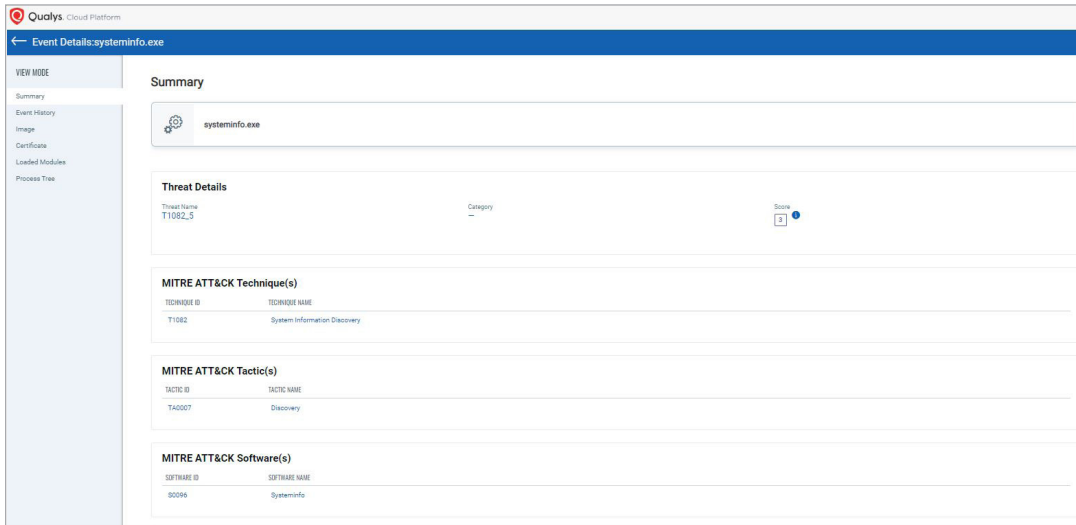 Qualys. Cloud Platform
← Event Details:systeminfo.exe
VIEW MODE
Summary
Event History
Image
Certificate
Loaded Modules
Process Tree
Summary
systeminfo.exe
Threat Details
Threat Name Category Score
T1082_5 — 3 i
MITRE ATT&CK Technique(s)
TECHNIQUE ID TECHNIQUE NAME
T1082 System Information Discovery
MITRE ATT&CK Tactic(s)
TACTIC ID TACTIC NAME
TA0007 Discovery
MITRE ATT&CK Software(s)
SOFTWARE ID SOFTWARE NAME
S0096 Systeminfo